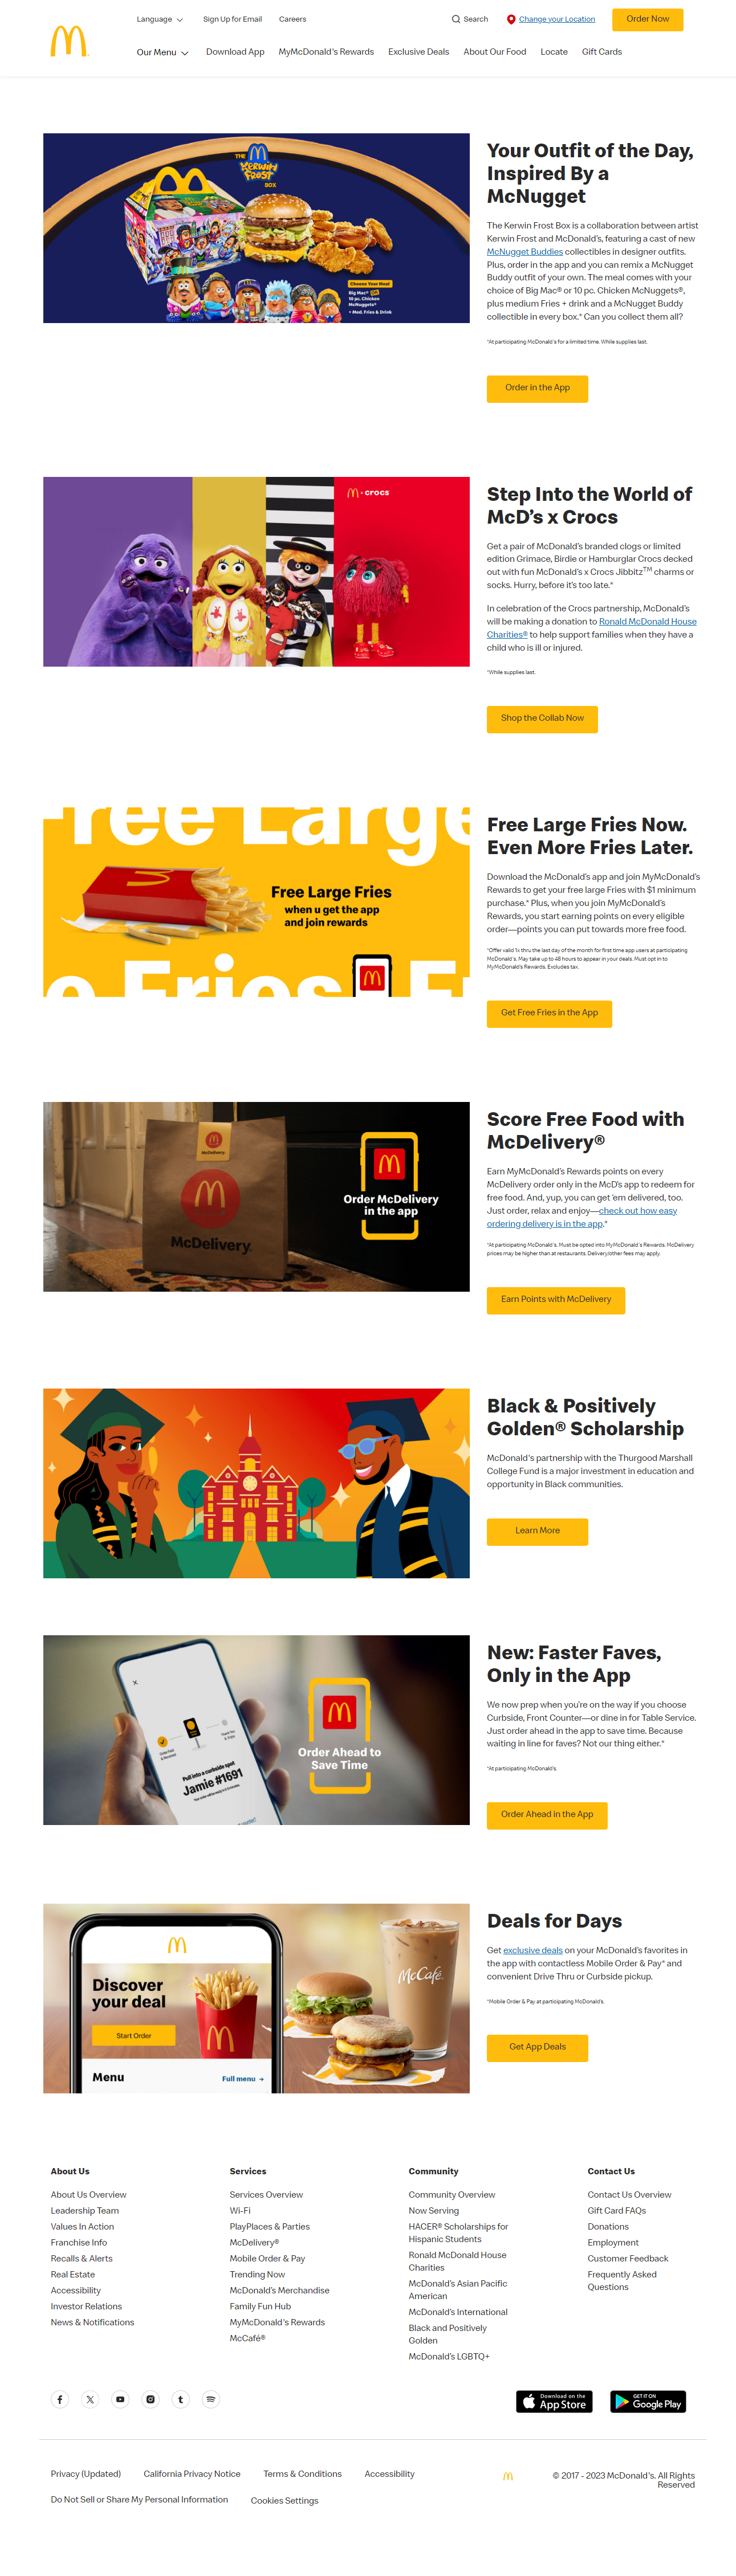 Language
Sign Up for Email
Careers
Search
Change your Location
Order Now
Our Menu
Download App
MyMcDonald's Rewards
Exclusive Deals
About Our Food
Locate
Gift Cards
THE
KERWIN
FROST
BOX
Choose Your Meal
Big Mac® OR
10 pc. Chicken
McNuggets®
+ Med. Fries & Drink
Your Outfit of the Day,
Inspired By a
McNugget
The Kerwin Frost Box is a collaboration between artist
Kerwin Frost and McDonald's, featuring a cast of new
McNugget Buddies collectibles in designer outfits.
Plus, order in the app and you can remix a McNugget
Buddy outfit of your own. The meal comes with your
choice of Big Mac® or 10 pc. Chicken McNuggets®,
plus medium Fries + drink and a McNugget Buddy
collectible in every box.* Can you collect them all?
*At participating McDonald's for a limited time. While supplies last.
Order in the App
crocs
Step Into the World of
McD's x Crocs
Get a pair of McDonald's branded clogs or limited
edition Grimace, Birdie or Hamburglar Crocs decked
out with fun McDonald's x Crocs Jibbitz™ charms or
socks. Hurry, before it's too late.*
In celebration of the Crocs partnership, McDonald's
will be making a donation to Ronald McDonald House
Charities® to help support families when they have a
child who is ill or injured.
*While supplies last.
Shop the Collab Now
Free Large
Free Large Fries
when u get the app
and join rewards
o Fries F
Free Large Fries Now.
Even More Fries Later.
Download the McDonald's app and join MyMcDonald's
Rewards to get your free large Fries with $1 minimum
purchase.* Plus, when you join MyMcDonald's
Rewards, you start earning points on every eligible
order—points you can put towards more free food.
*Offer valid 1x thru the last day of the month for first time app users at participating
McDonald's. May take up to 48 hours to appear in your deals. Must opt in to
MyMcDonald's Rewards. Excludes tax.
Get Free Fries in the App
McDelivery
McDelivery
Order McDelivery
in the app
Score Free Food with
McDelivery®
Earn MyMcDonald's Rewards points on every
McDelivery order only in the McD's app to redeem for
free food. And, yup, you can get 'em delivered, too.
Just order, relax and enjoy—check out how easy
ordering delivery is in the app.*
*At participating McDonald's. Must be opted into MyMcDonald's Rewards. McDelivery
prices may be higher than at restaurants. Delivery/other fees may apply.
Earn Points with McDelivery
Black & Positively
Golden® Scholarship
McDonald's partnership with the Thurgood Marshall
College Fund is a major investment in education and
opportunity in Black communities.
Learn More
Pull into a curbside spot
Jamie #1691
Order Ahead to
Save Time
New: Faster Faves,
Only in the App
We now prep when you're on the way if you choose
Curbside, Front Counter—or dine in for Table Service.
Just order ahead in the app to save time. Because
waiting in line for faves? Not our thing either.*
*At participating McDonald's.
Order Ahead in the App
Discover
your deal
Start Order
Menu
Full menu
McCafé
Deals for Days
Get exclusive deals on your McDonald's favorites in
the app with contactless Mobile Order & Pay* and
convenient Drive Thru or Curbside pickup.
*Mobile Order & Pay at participating McDonald's.
Get App Deals
About Us
About Us Overview
Leadership Team
Values In Action
Franchise Info
Recalls & Alerts
Real Estate
Accessibility
Investor Relations
News & Notifications
Services
Services Overview
Wi-Fi
PlayPlaces & Parties
McDelivery®
Mobile Order & Pay
Trending Now
McDonald's Merchandise
Family Fun Hub
MyMcDonald's Rewards
McCafé®
Community
Community Overview
Now Serving
HACER® Scholarships for
Hispanic Students
Ronald McDonald House
Charities
McDonald's Asian Pacific
American
McDonald's International
Black and Positively
Golden
McDonald's LGBTQ+
Contact Us
Contact Us Overview
Gift Card FAQs
Donations
Employment
Customer Feedback
Frequently Asked
Questions
Download on the
App Store
GET IT ON
Google Play
Privacy (Updated)
California Privacy Notice
Terms & Conditions
Accessibility
Do Not Sell or Share My Personal Information
Cookies Settings
© 2017 - 2023 McDonald's. All Rights
Reserved